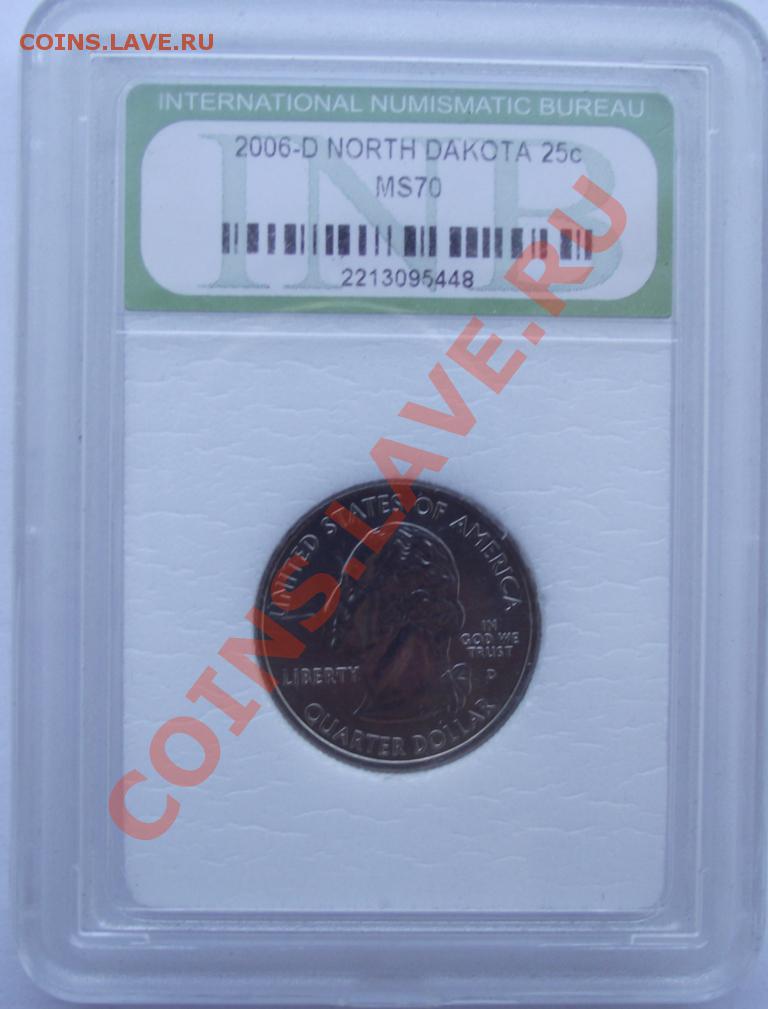 COINS.LAVE.RU
INTERNATIONAL NUMISMATIC BUREAU
INB
2006-D NORTH DAKOTA 25c
MS70
2213095448
UNITED STATES OF AMERICA
IN
GOD WE
TRUST
LIBERTY
D
QUARTER DOLLAR
COINS.LAVE.RU